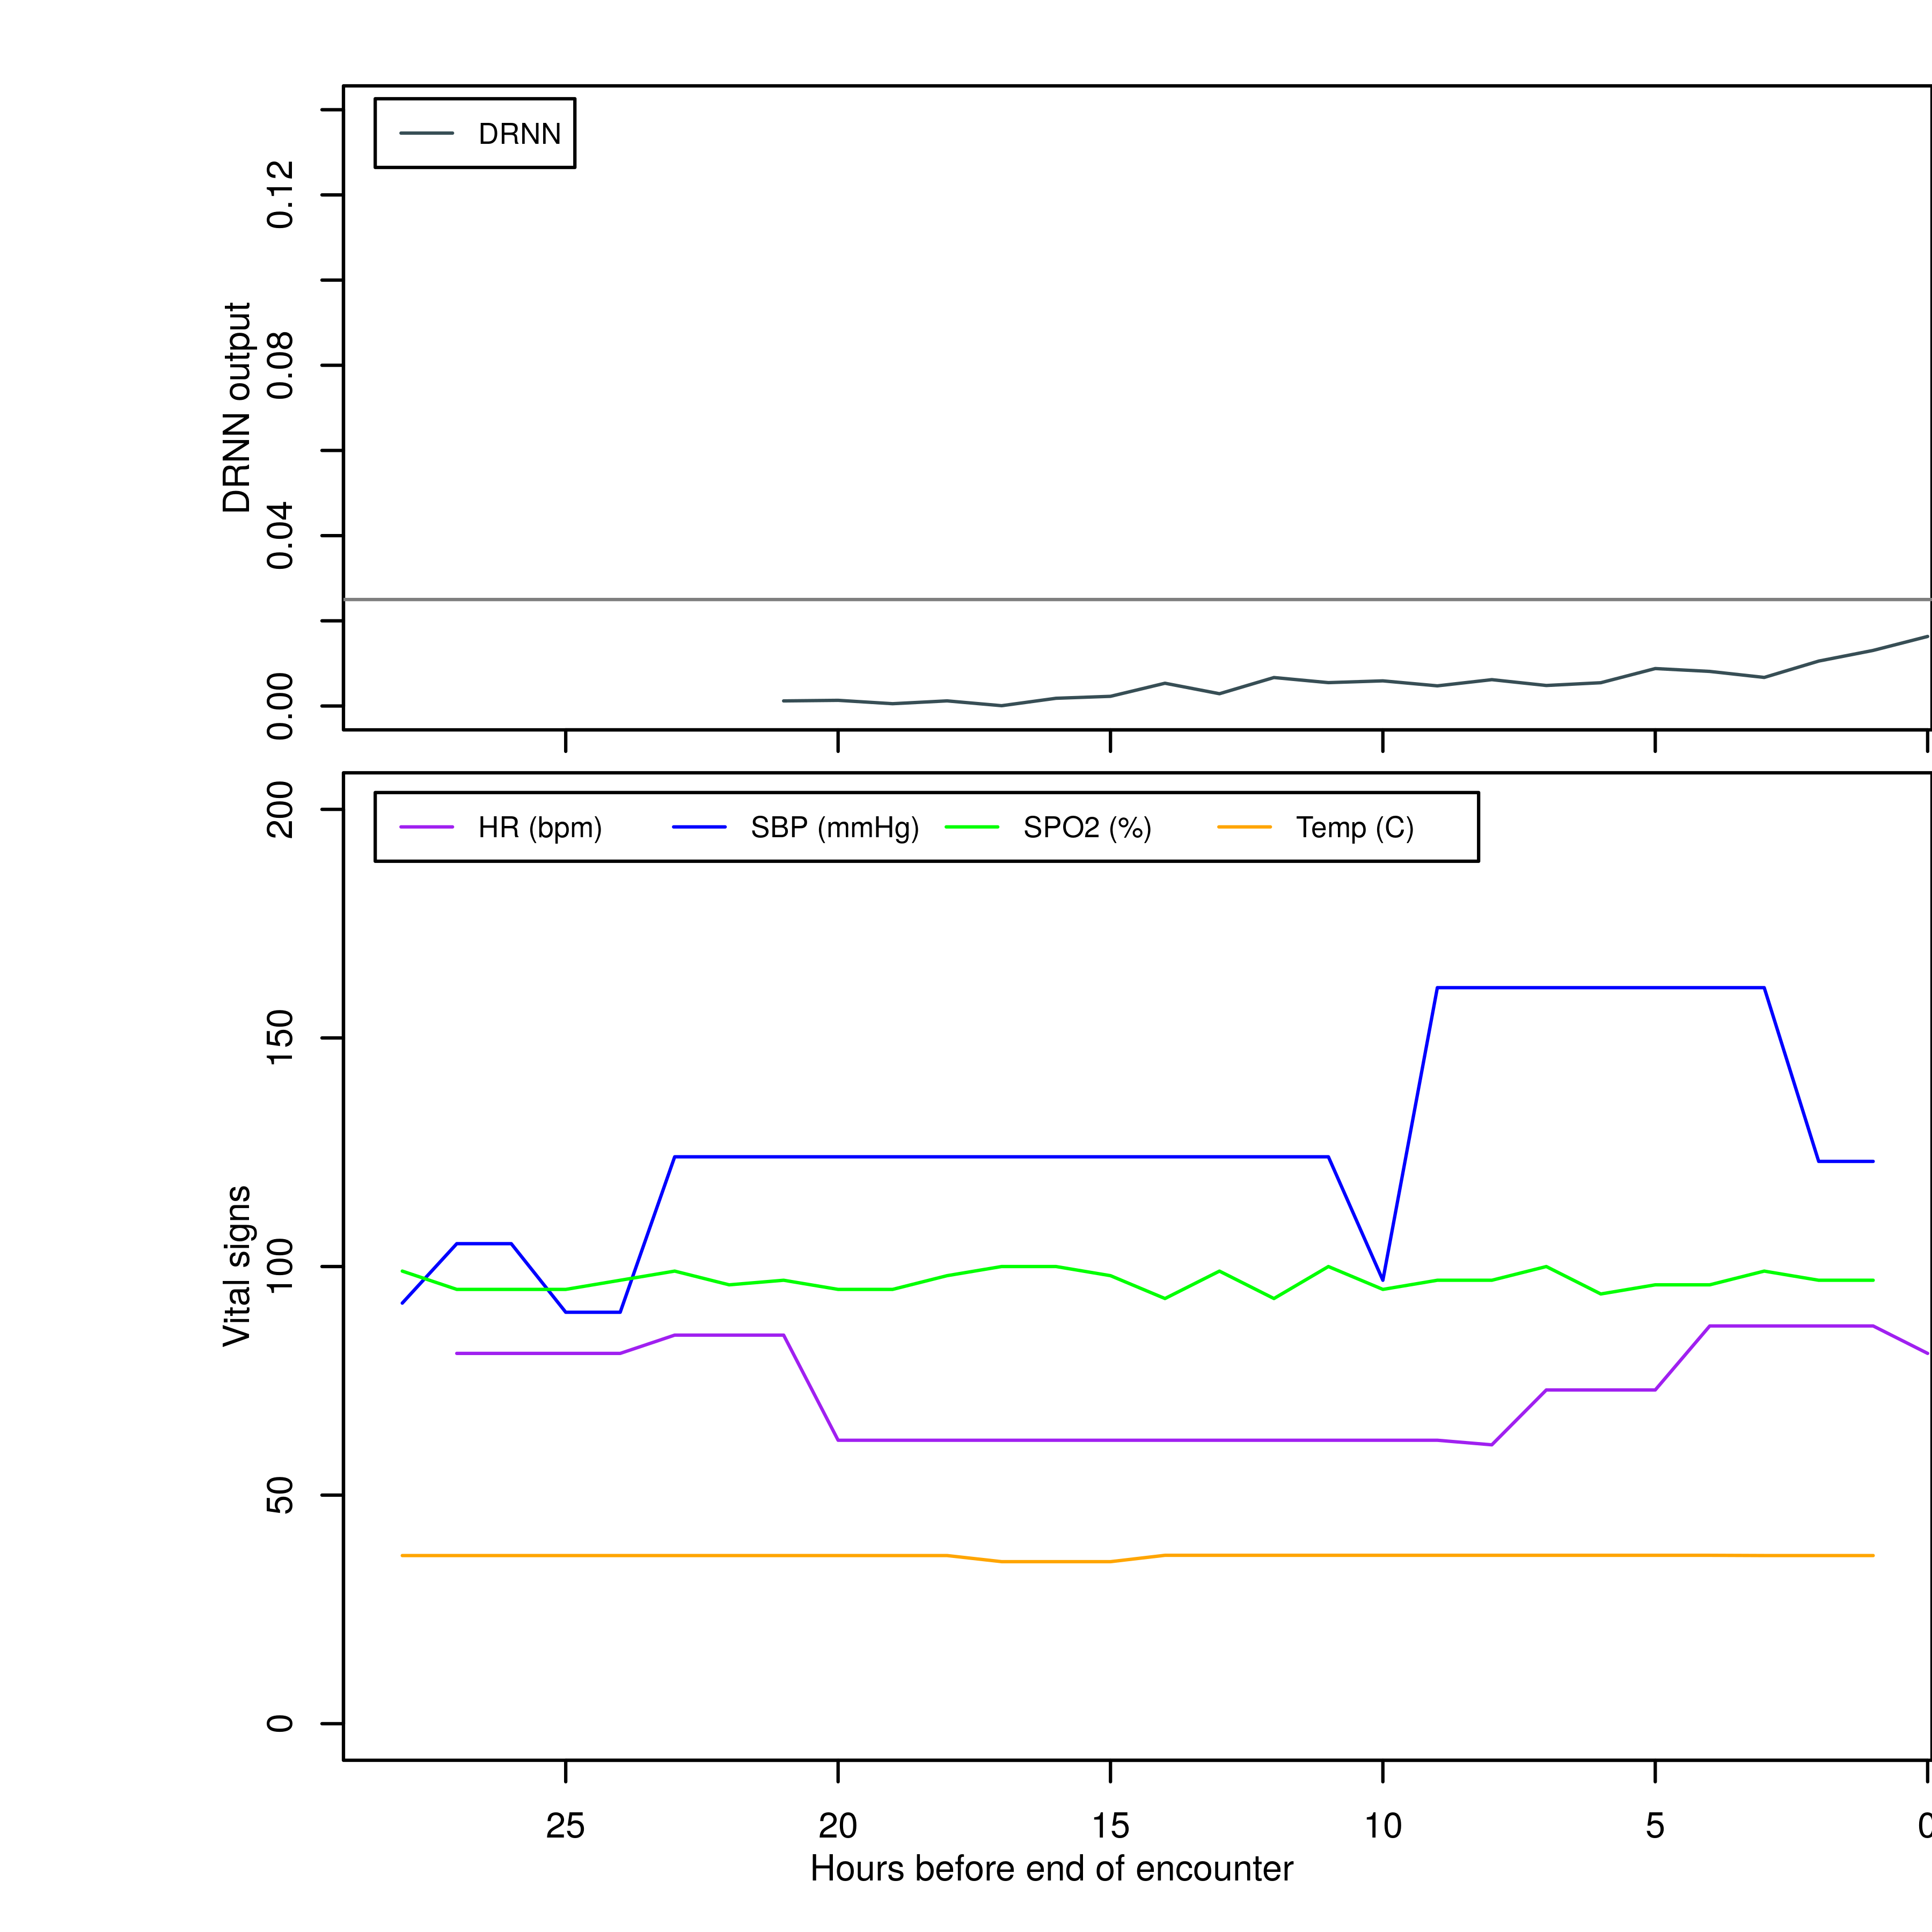 DRNN
0.12
0.08
0.04
0.00
DRNN output
HR (bpm) SBP (mmHg) SPO2 (%) Temp (C)
200
150
100
50
0
Vital signs
25 20 15 10 5 0
Hours before end of encounter